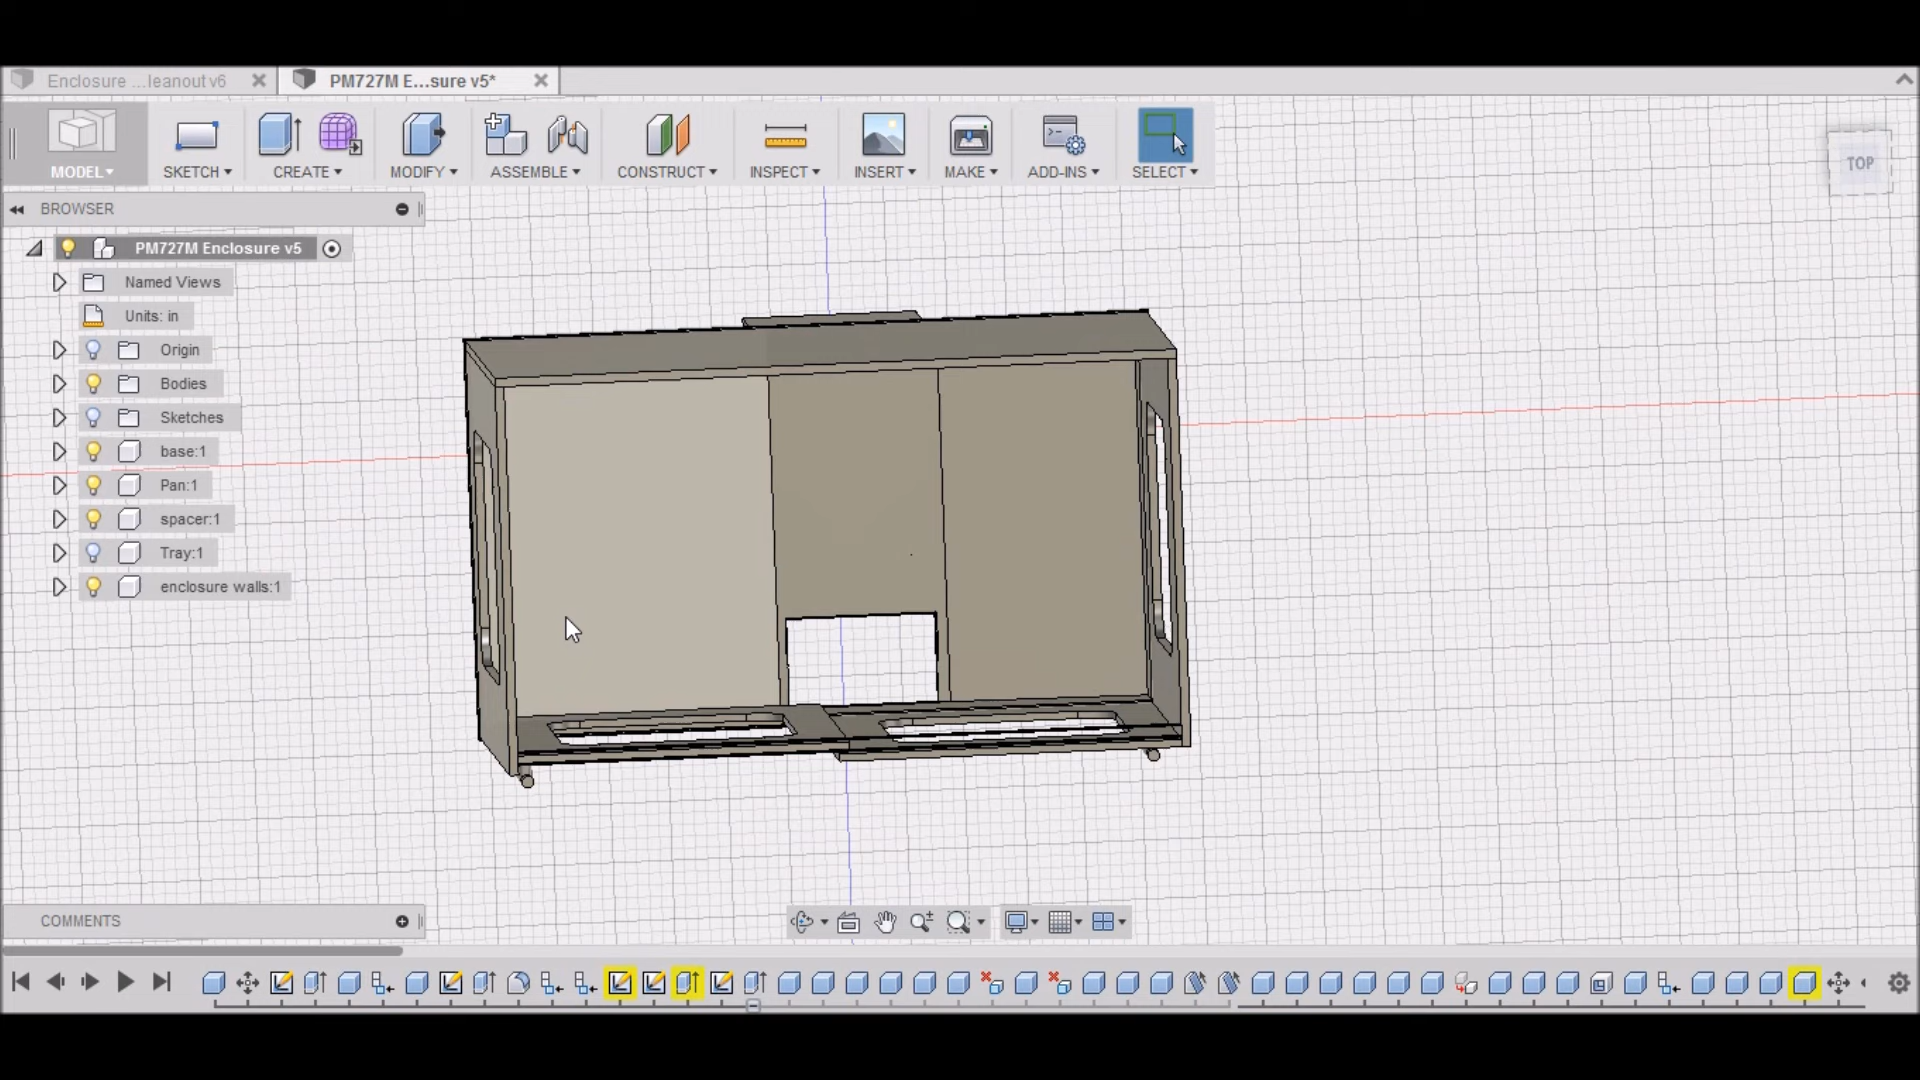 Enclosure ...leanout v6
PM727M E...sure v5*
MODEL
SKETCH
CREATE
MODIFY
ASSEMBLE
CONSTRUCT
INSPECT
INSERT
MAKE
ADD-INS
SELECT
TOP
BROWSER
PM727M Enclosure v5
Named Views
Units: in
Origin
Bodies
Sketches
base:1
Pan:1
spacer:1
Tray:1
enclosure walls:1
COMMENTS